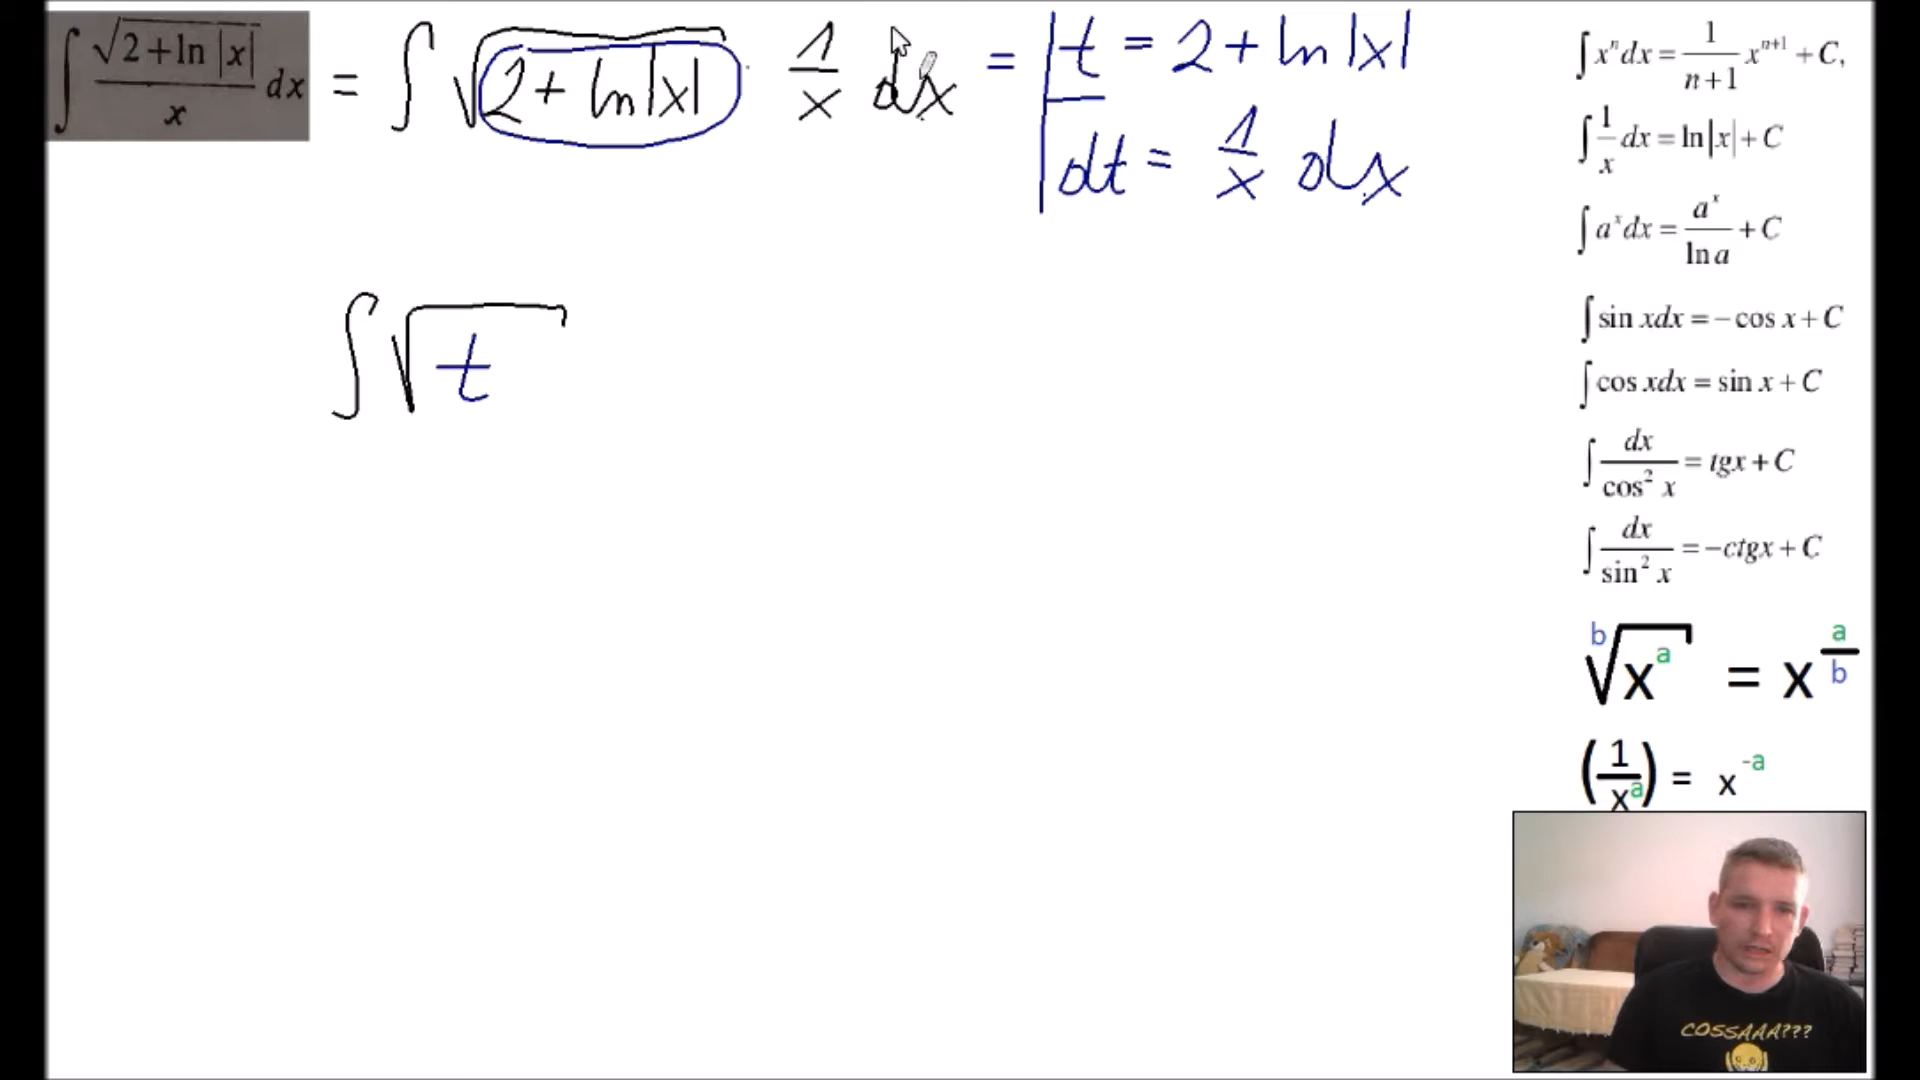 ∫ √(2+ln|x|)/x dx = ∫ √(2+ln|x|) · 1/x dx = | t = 2+ln|x|
| dt = 1/x dx
∫ √t
∫ xⁿdx = 1/(n+1) xⁿ⁺¹ + C,
∫ 1/x dx = ln|x| + C
∫ aˣdx = aˣ/ln a + C
∫ sin xdx = −cos x + C
∫ cos xdx = sin x + C
∫ dx/cos² x = tgx + C
∫ dx/sin² x = −ctgx + C
ᵇ√xᵃ = x^(a/b)
(1/xᵃ) = x^(-a)
COSSAAA???